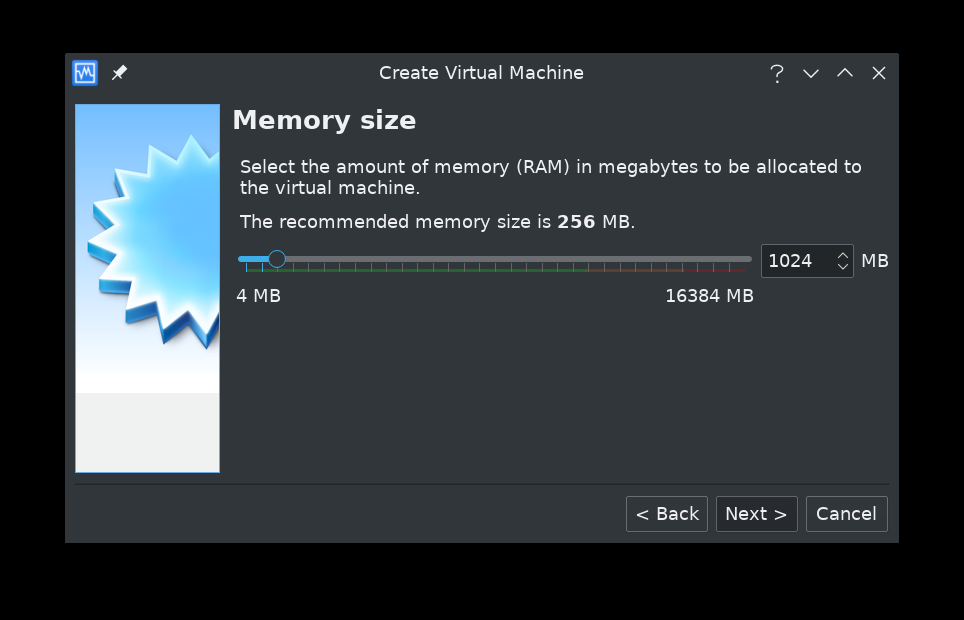 Create Virtual Machine
Memory size
Select the amount of memory (RAM) in megabytes to be allocated to
the virtual machine.
The recommended memory size is 256 MB.
1024 MB
4 MB 16384 MB
< Back Next > Cancel